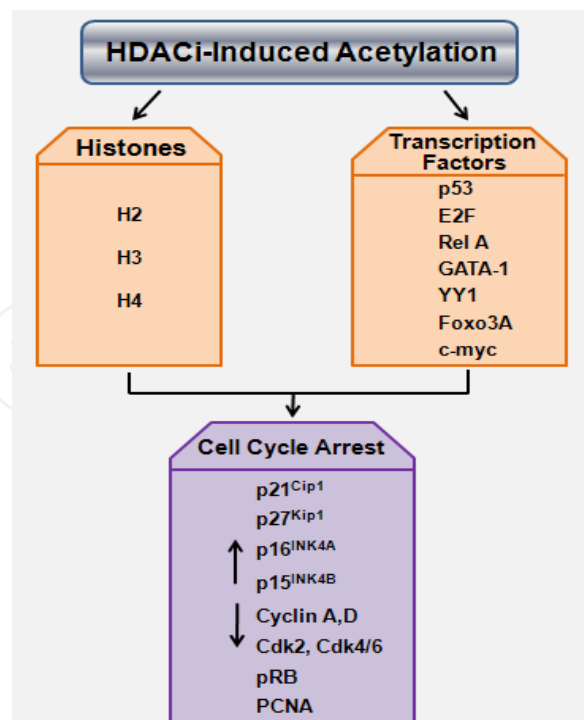 HDACi-Induced Acetylation
Histones
H2
H3
H4
Transcription
Factors
p53
E2F
Rel A
GATA-1
YY1
Foxo3A
c-myc
Cell Cycle Arrest
p21Cip1
p27Kip1
p16INK4A
p15INK4B
Cyclin A,D
Cdk2, Cdk4/6
pRB
PCNA